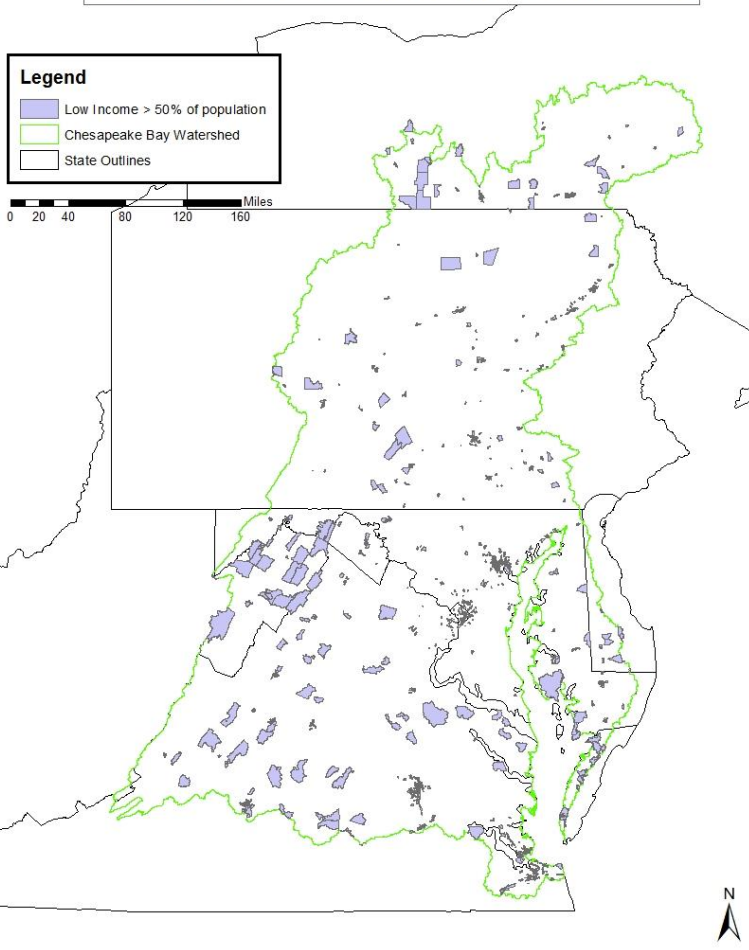 Legend
Low Income > 50% of population
Chesapeake Bay Watershed
State Outlines
Miles
0 20 40 80 120 160
N